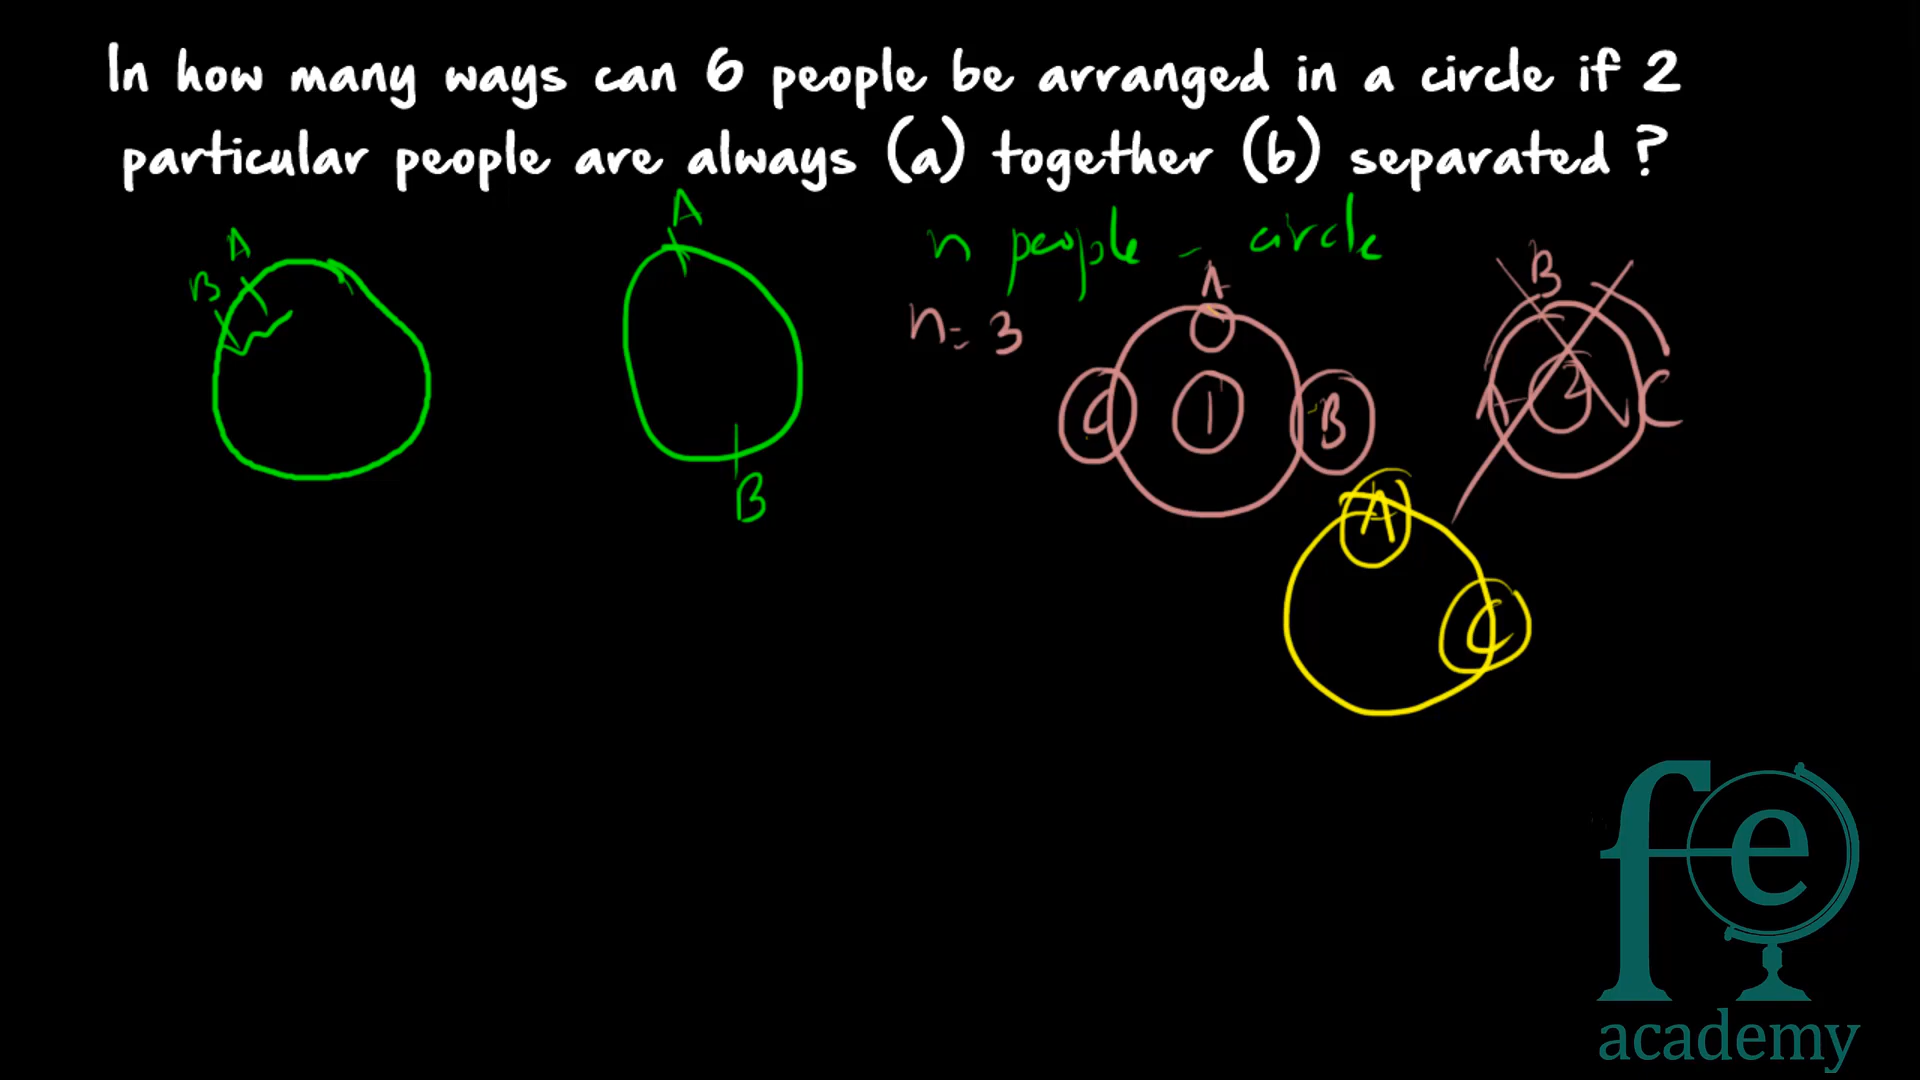 In how many ways can 6 people be arranged in a circle if 2
particular people are always (a) together (b) separated ?
A
B
A
B
n people - circle
n = 3
A
C
1
B
B
A
2
C
A
C
fe
academy